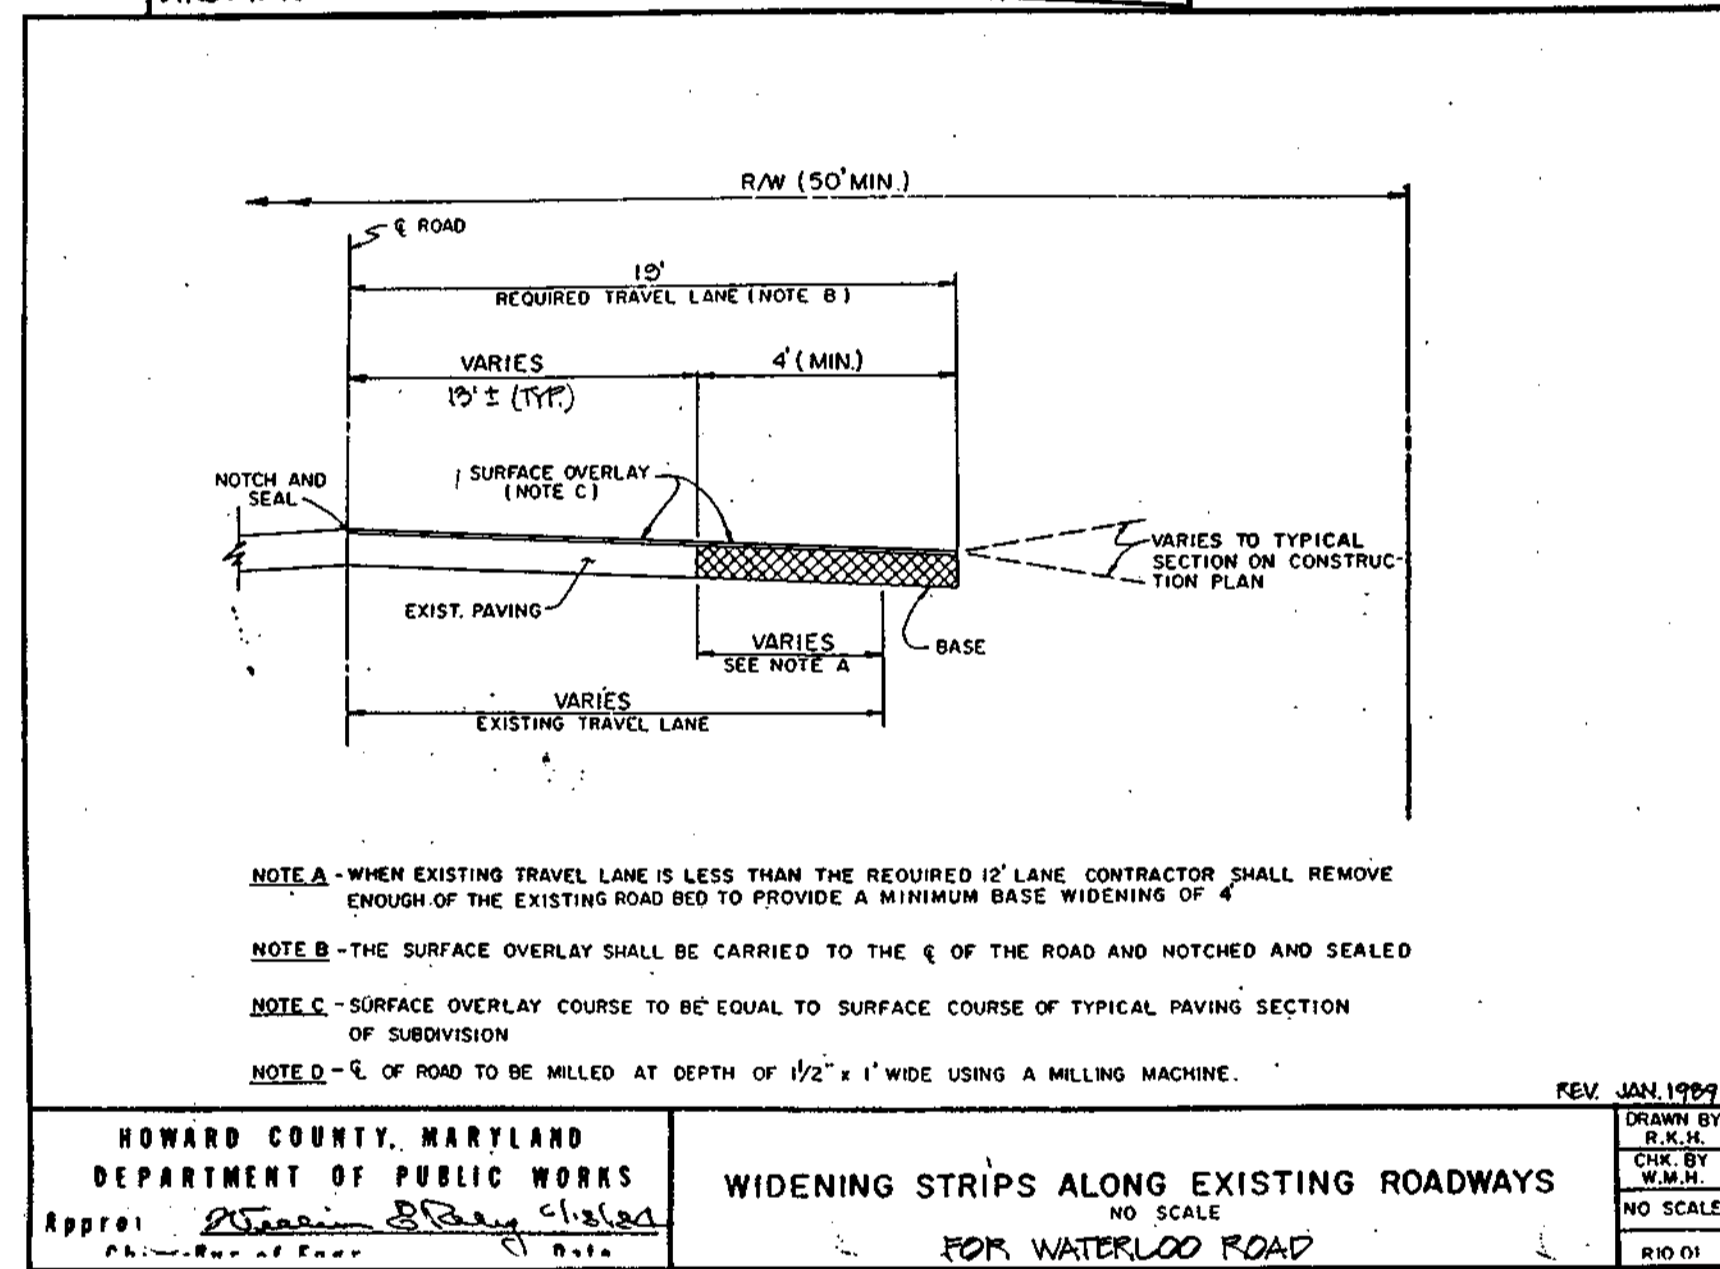 R/W (50' MIN.)
℄ ROAD
19'
REQUIRED TRAVEL LANE (NOTE B)
VARIES
4' (MIN.)
13' ± (TYP.)
NOTCH AND
SEAL
SURFACE OVERLAY
(NOTE C)
VARIES TO TYPICAL
SECTION ON CONSTRUC-
TION PLAN
EXIST. PAVING
VARIES
SEE NOTE A
BASE
VARIES
EXISTING TRAVEL LANE
NOTE A - WHEN EXISTING TRAVEL LANE IS LESS THAN THE REQUIRED 12' LANE CONTRACTOR SHALL REMOVE
ENOUGH OF THE EXISTING ROAD BED TO PROVIDE A MINIMUM BASE WIDENING OF 4'
NOTE B - THE SURFACE OVERLAY SHALL BE CARRIED TO THE ℄ OF THE ROAD AND NOTCHED AND SEALED
NOTE C - SURFACE OVERLAY COURSE TO BE EQUAL TO SURFACE COURSE OF TYPICAL PAVING SECTION
OF SUBDIVISION
NOTE D - ℄ OF ROAD TO BE MILLED AT DEPTH OF 1 1/2" x 1' WIDE USING A MILLING MACHINE.
REV. JAN. 1989
HOWARD COUNTY, MARYLAND
DEPARTMENT OF PUBLIC WORKS
Date
WIDENING STRIPS ALONG EXISTING ROADWAYS
NO SCALE
FOR WATERLOO ROAD
DRAWN BY
R.K.H.
CHK. BY
W.M.H.
NO SCALE
R10.01